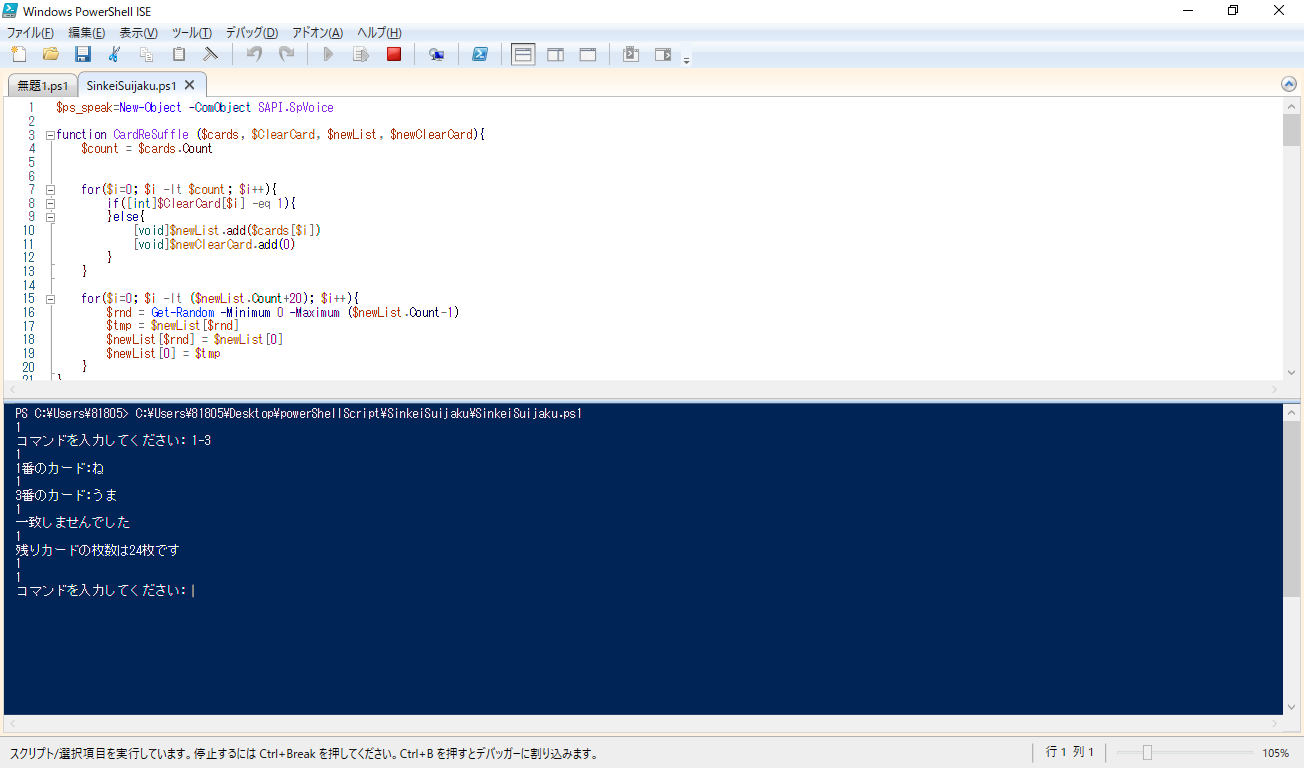 Windows PowerShell ISE
ファイル(F) 編集(E) 表示(V) ツール(T) デバッグ(D) アドオン(A) ヘルプ(H)
無題1.ps1 SinkeiSuijaku.ps1
1 $ps_speak=New-Object -ComObject SAPI.SpVoice
2
3 function CardReSuffle ($cards, $ClearCard, $newList, $newClearCard){
4 $count = $cards.Count
5
6
7 for($i=0; $i -lt $count; $i++){
8 if([int]$ClearCard[$i] -eq 1){
9 }else{
10 [void]$newList.add($cards[$i])
11 [void]$newClearCard.add(0)
12 }
13 }
14
15 for($i=0; $i -lt ($newList.Count+20); $i++){
16 $rnd = Get-Random -Minimum 0 -Maximum ($newList.Count-1)
17 $tmp = $newList[$rnd]
18 $newList[$rnd] = $newList[0]
19 $newList[0] = $tmp
20 }
21 }
PS C:¥Users¥81805> C:¥Users¥81805¥Desktop¥powerShellScript¥SinkeiSuijaku¥SinkeiSuijaku.ps1
1
コマンドを入力してください: 1-3
1
1番のカード:ね
1
3番のカード:うま
1
一致しませんでした
1
残りカードの枚数は24枚です
1
1
コマンドを入力してください:
スクリプト/選択項目を実行しています。停止するには Ctrl+Break を押してください。Ctrl+B を押すとデバッガーに割り込みます。 行 1 列 1 105%